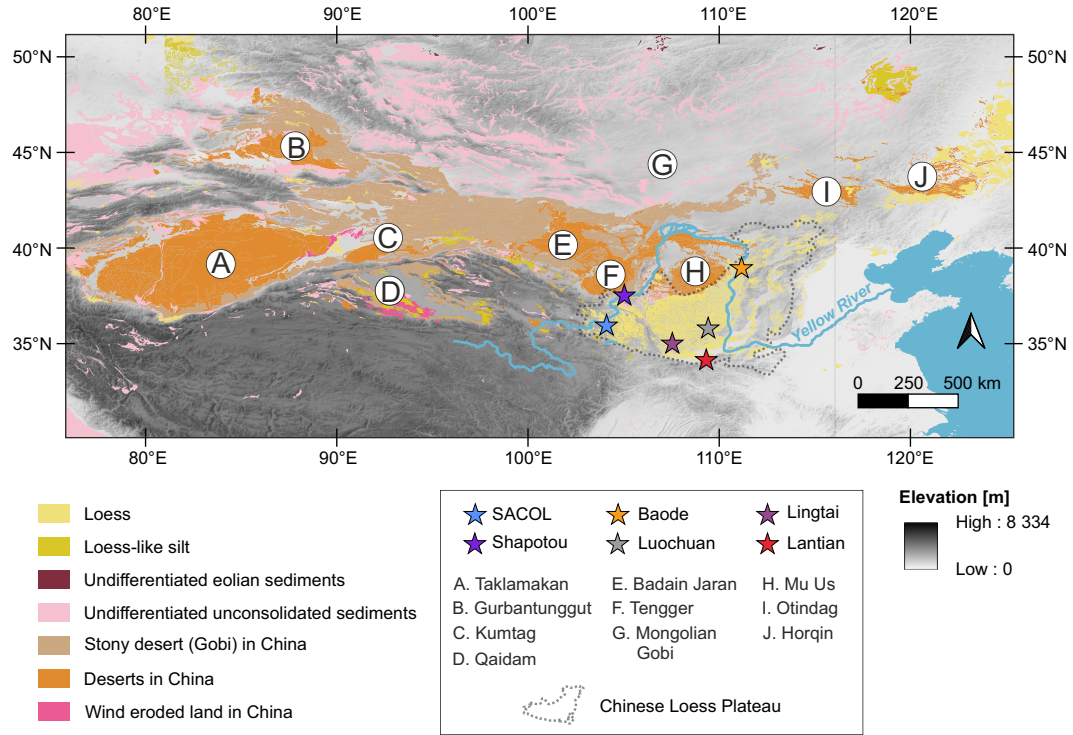 80°E 90°E 100°E 110°E 120°E
50°N 50°N
B
G
45°N 45°N
J
I
C
E
40°N 40°N
A
F
H
D
Yellow River
35°N 35°N
0 250 500 km
80°E 90°E 100°E 110°E 120°E
Loess
Loess-like silt
Undifferentiated eolian sediments
Undifferentiated unconsolidated sediments
Stony desert (Gobi) in China
Deserts in China
Wind eroded land in China
SACOL Baode Lingtai
Shapotou Luochuan Lantian
A. Taklamakan E. Badain Jaran H. Mu Us
B. Gurbantunggut F. Tengger I. Otindag
C. Kumtag G. Mongolian J. Horqin
Gobi
D. Qaidam
Chinese Loess Plateau
Elevation [m]
High : 8 334
Low : 0